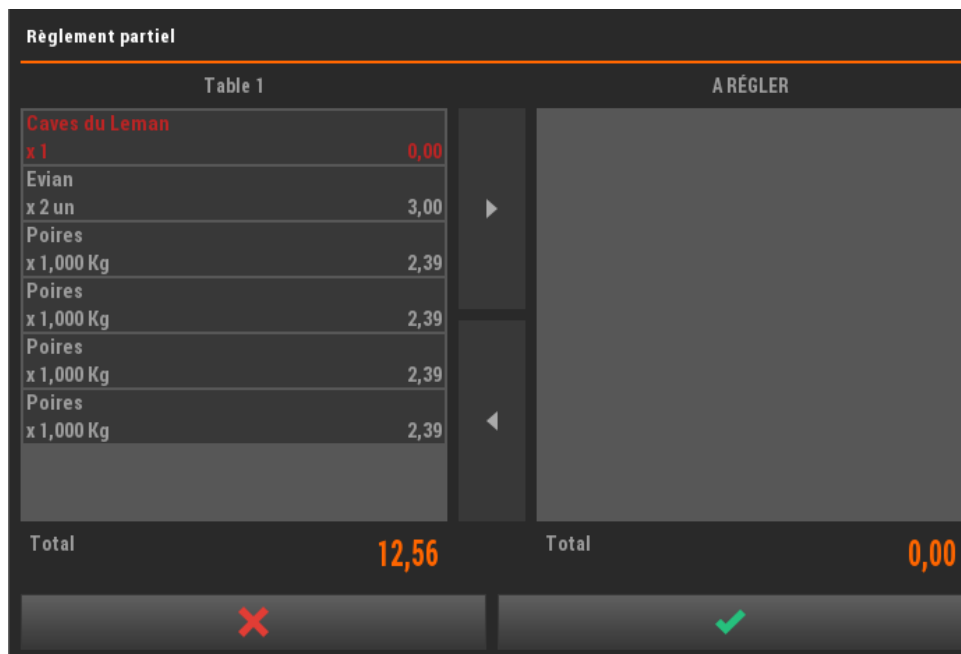 Règlement partiel
Table 1
Caves du Leman
x 1 0,00
Evian
x 2 un 3,00
Poires
x 1,000 Kg 2,39
Poires
x 1,000 Kg 2,39
Poires
x 1,000 Kg 2,39
Poires
x 1,000 Kg 2,39
Total 12,56
A RÉGLER
Total 0,00